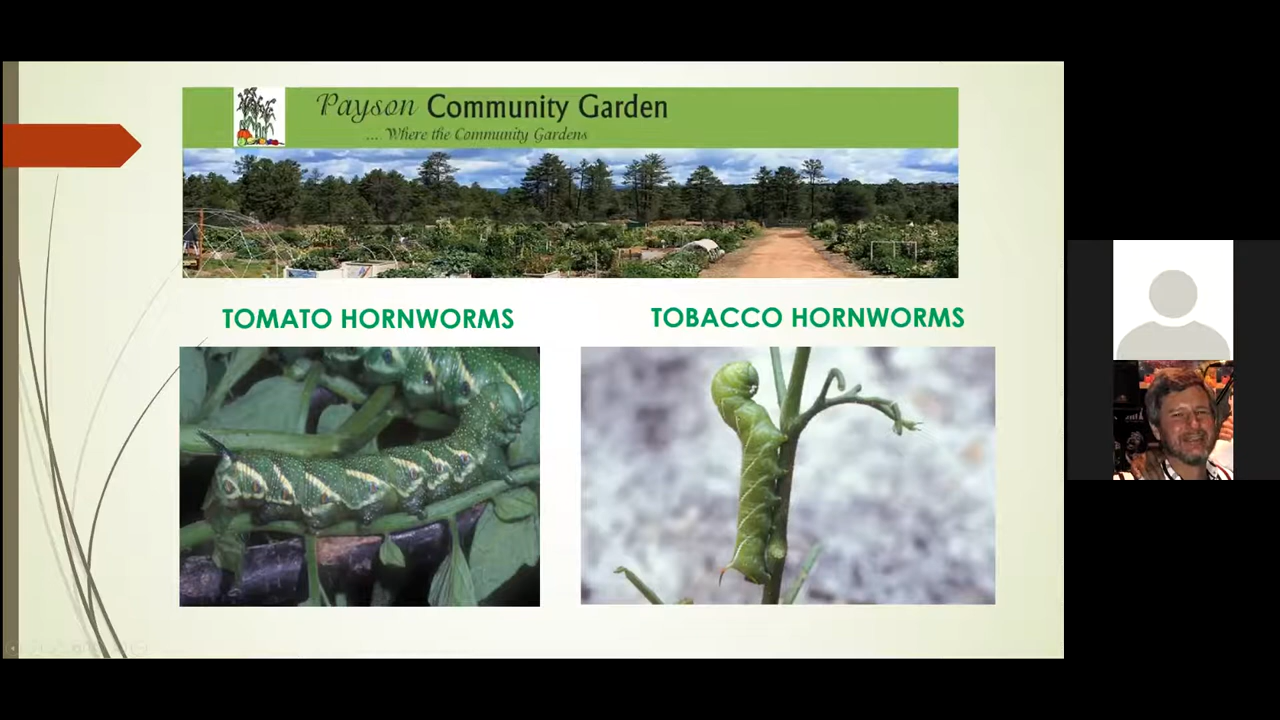 Payson Community Garden
... Where the Community Gardens
TOMATO HORNWORMS
TOBACCO HORNWORMS